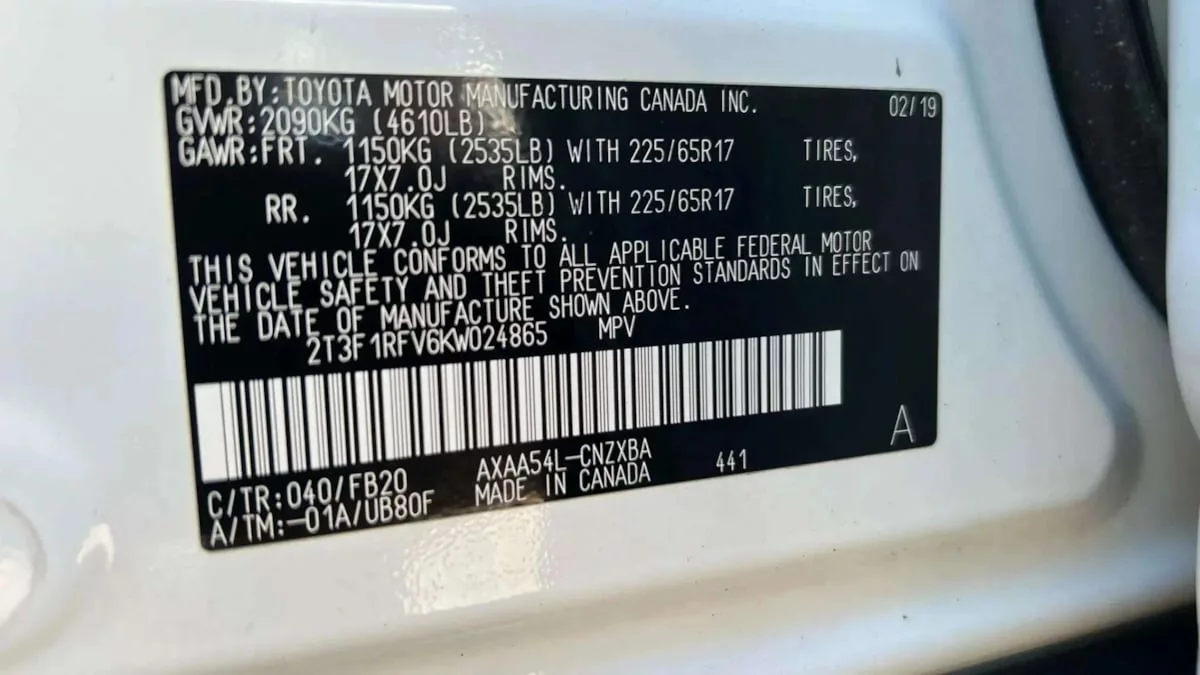 MFD.BY:TOYOTA MOTOR MANUFACTURING CANADA INC. 02/19
GVWR:2090KG (4610LB)
GAWR:FRT. 1150KG (2535LB) WITH 225/65R17 TIRES,
17X7.0J RIMS.
RR. 1150KG (2535LB) WITH 225/65R17 TIRES,
17X7.0J RIMS.
THIS VEHICLE CONFORMS TO ALL APPLICABLE FEDERAL MOTOR
VEHICLE SAFETY AND THEFT PREVENTION STANDARDS IN EFFECT ON
THE DATE OF MANUFACTURE SHOWN ABOVE.
2T3F1RFV6KW024865 MPV
C/TR:040/FB20 AXAA54L-CNZXBA 441 A
A/TM:-01A/UB80F MADE IN CANADA